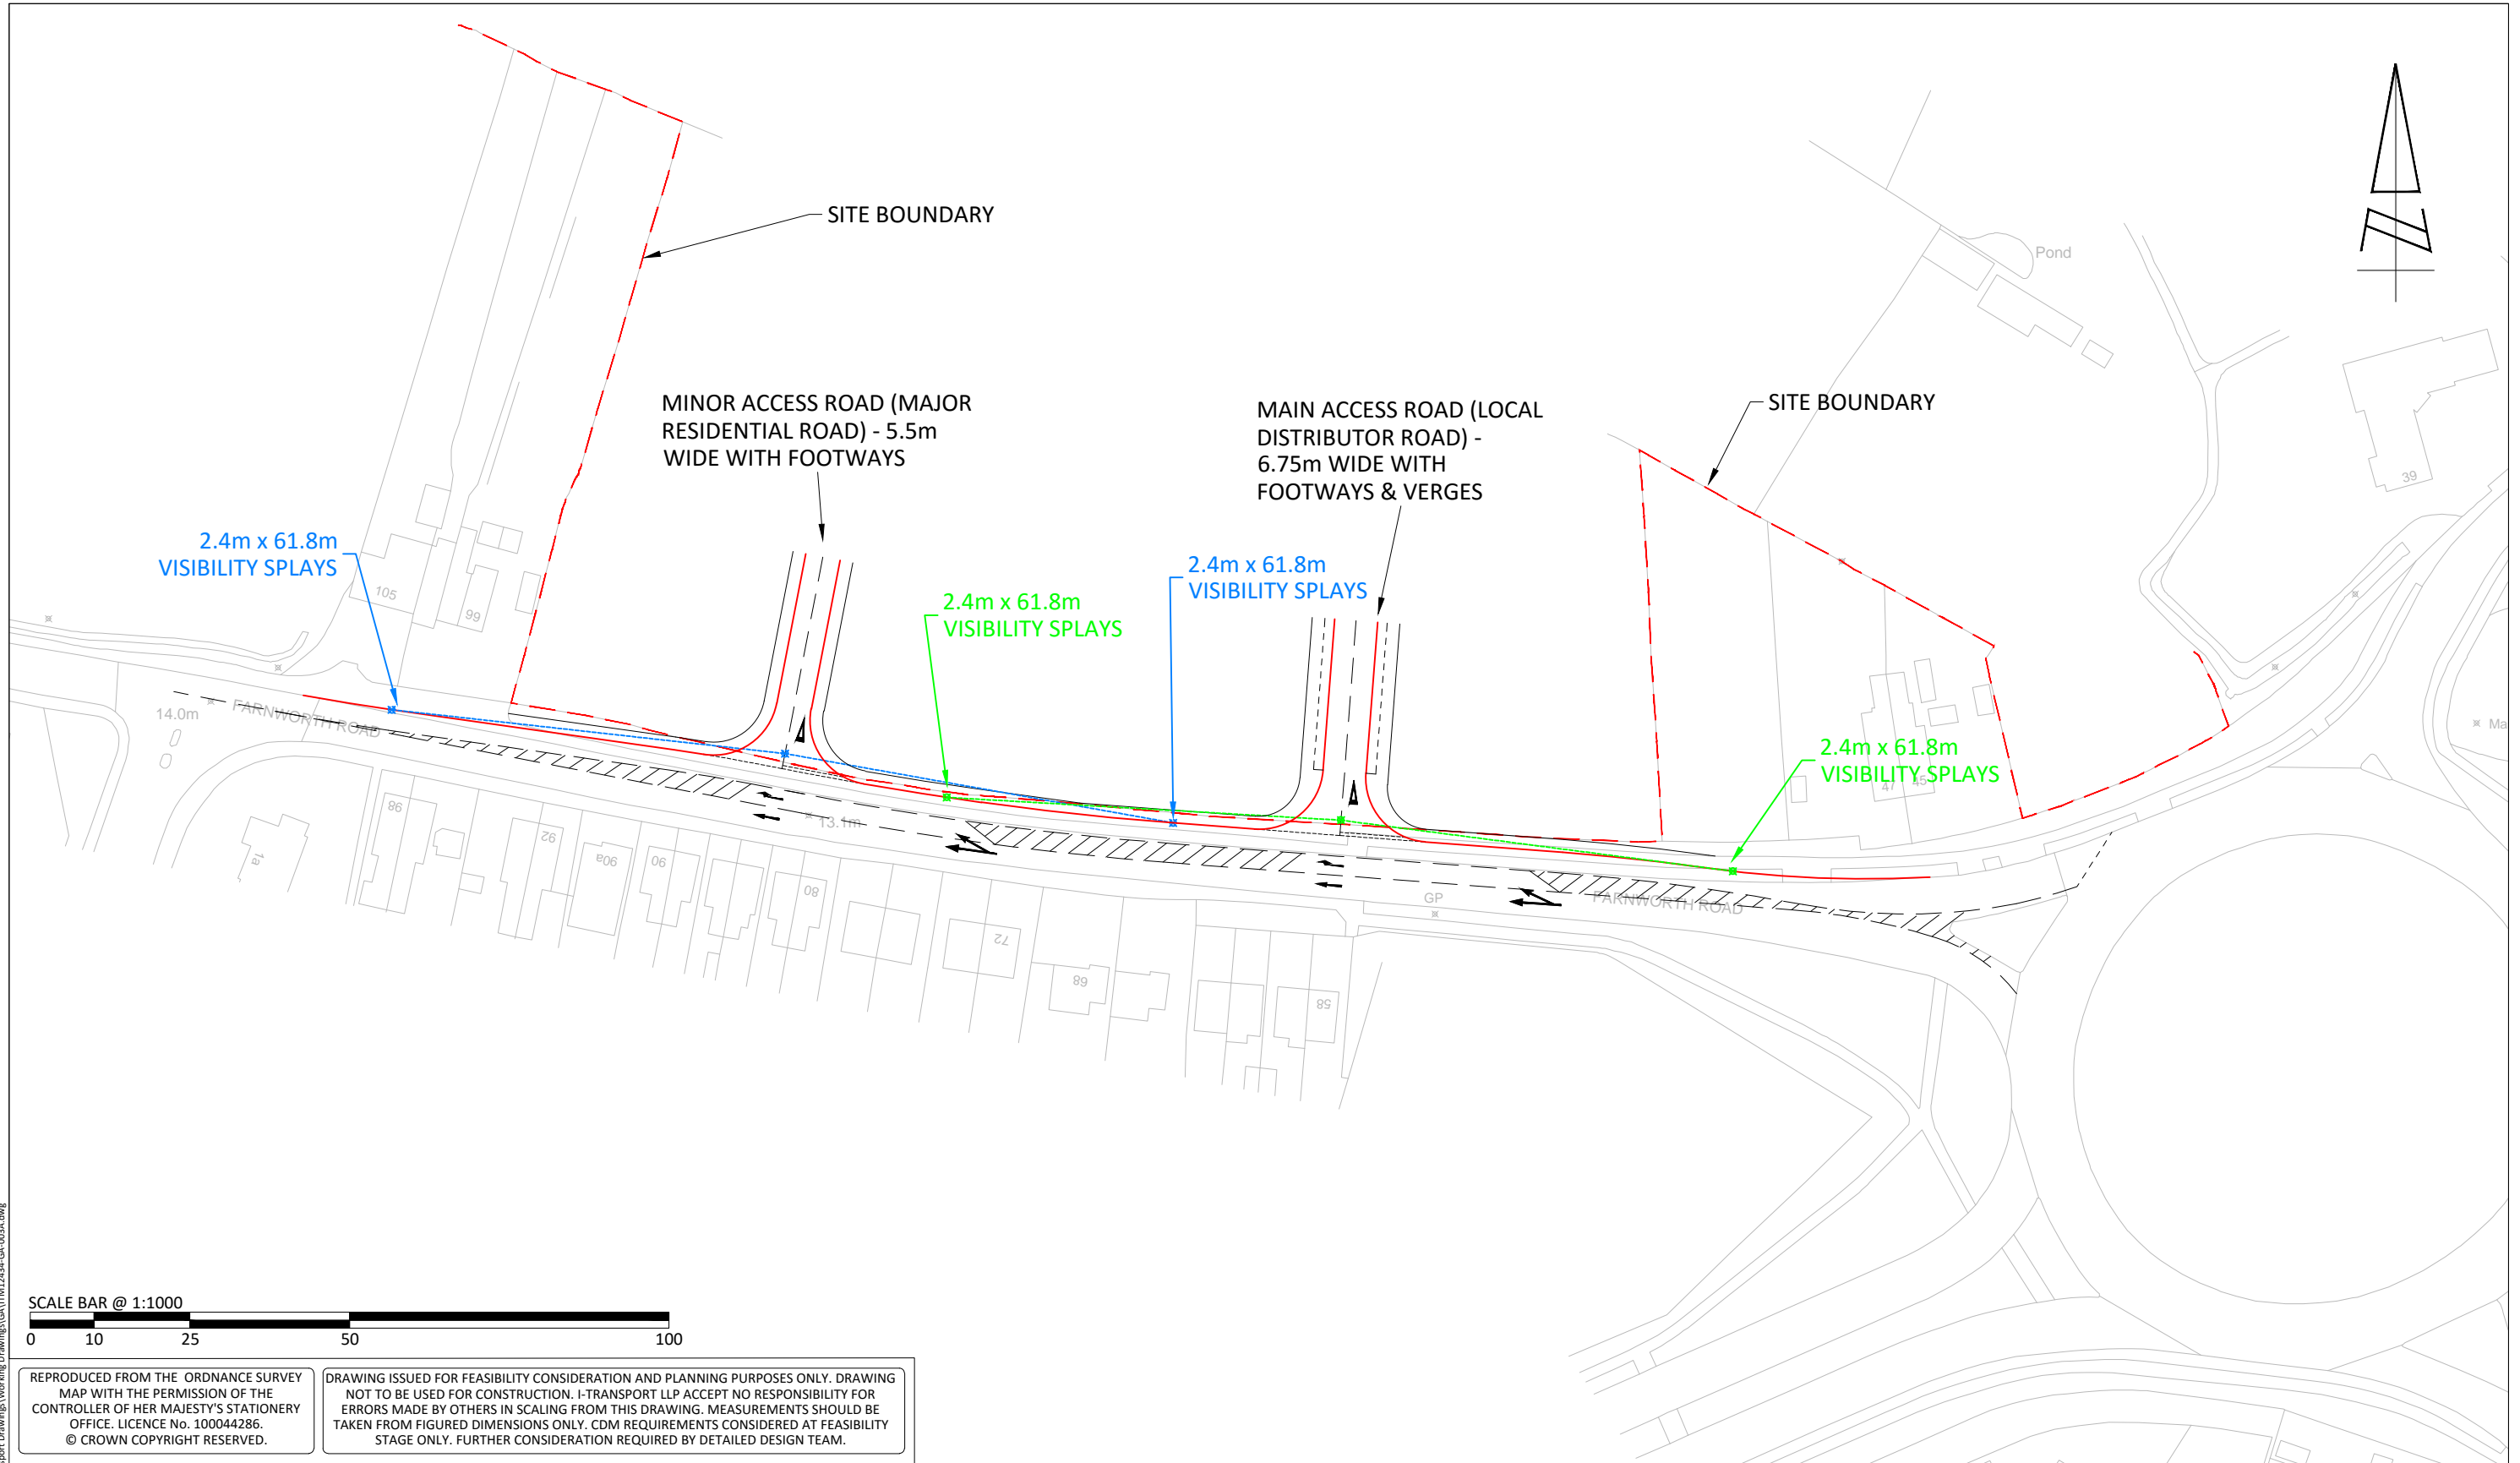 SITE BOUNDARY
Pond
MINOR ACCESS ROAD (MAJOR
RESIDENTIAL ROAD) - 5.5m
WIDE WITH FOOTWAYS
MAIN ACCESS ROAD (LOCAL
DISTRIBUTOR ROAD) -
6.75m WIDE WITH
FOOTWAYS & VERGES
SITE BOUNDARY
39
2.4m x 61.8m
VISIBILITY SPLAYS
2.4m x 61.8m
VISIBILITY SPLAYS
2.4m x 61.8m
VISIBILITY SPLAYS
105
99
14.0m
FARNWORTH ROAD
Ma
2.4m x 61.8m
VISIBILITY SPLAYS
47
45
98
1a
92
90a
90
13.1m
80
72
68
58
GP
FARNWORTH ROAD
SCALE BAR @ 1:1000
0 10 25 50 100
REPRODUCED FROM THE ORDNANCE SURVEY
MAP WITH THE PERMISSION OF THE
CONTROLLER OF HER MAJESTY'S STATIONERY
OFFICE. LICENCE No. 100044286.
© CROWN COPYRIGHT RESERVED.
DRAWING ISSUED FOR FEASIBILITY CONSIDERATION AND PLANNING PURPOSES ONLY. DRAWING
NOT TO BE USED FOR CONSTRUCTION. I-TRANSPORT LLP ACCEPT NO RESPONSIBILITY FOR
ERRORS MADE BY OTHERS IN SCALING FROM THIS DRAWING. MEASUREMENTS SHOULD BE
TAKEN FROM FIGURED DIMENSIONS ONLY. CDM REQUIREMENTS CONSIDERED AT FEASIBILITY
STAGE ONLY. FURTHER CONSIDERATION REQUIRED BY DETAILED DESIGN TEAM.